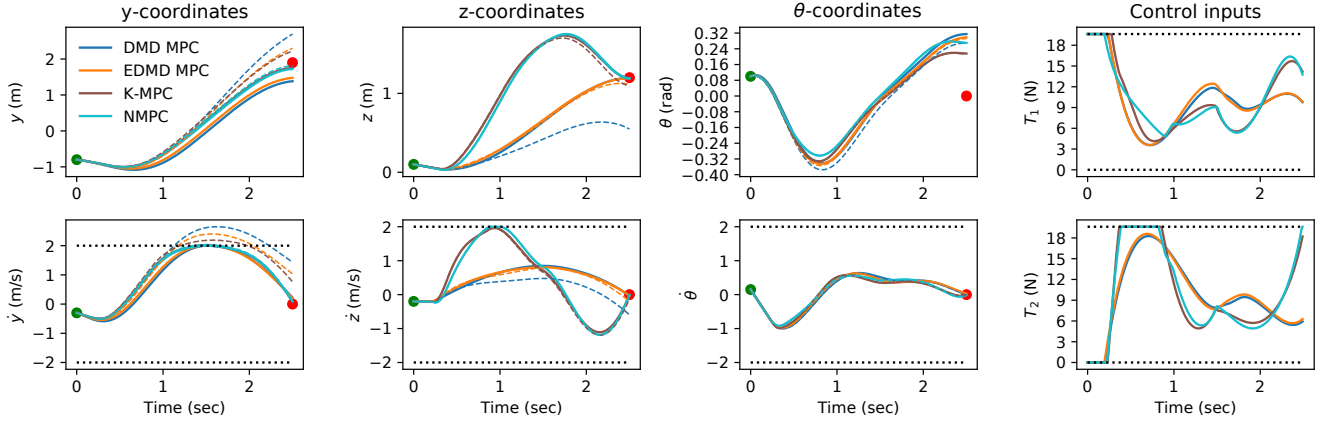 y-coordinates
z-coordinates
θ-coordinates
Control inputs
DMD MPC
EDMD MPC
K-MPC
NMPC
y (m)
2
1
0
−1
0 1 2
z (m)
1
0
0 1 2
θ (rad)
0.32
0.24
0.16
0.08
0.00
−0.08
−0.16
−0.24
−0.32
−0.40
0 1 2
T1 (N)
18
15
12
9
6
3
0
0 1 2
ẏ (m/s)
2
1
0
−1
−2
0 1 2
Time (sec)
ż (m/s)
2
1
0
−1
−2
0 1 2
Time (sec)
θ̇
2
1
0
−1
−2
0 1 2
Time (sec)
T2 (N)
18
15
12
9
6
3
0
0 1 2
Time (sec)